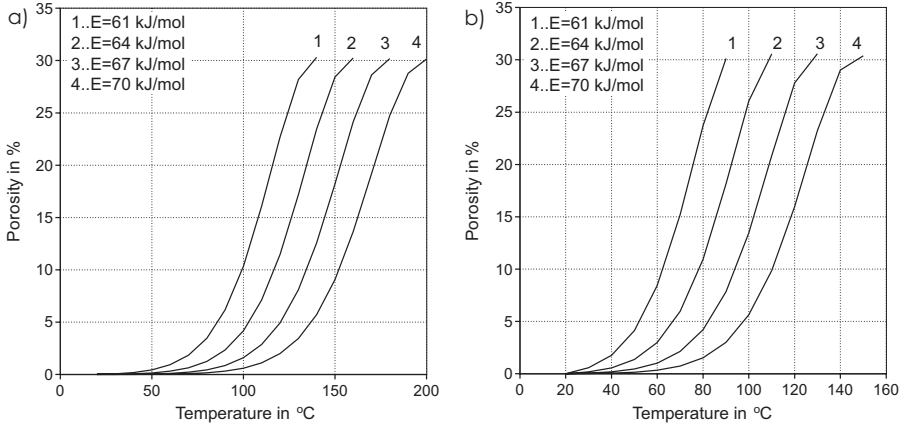 a)
35
30
25
20
15
10
5
0
Porosity in %
1..E=61 kJ/mol
2..E=64 kJ/mol
3..E=67 kJ/mol
4..E=70 kJ/mol
1 2 3 4
0 50 100 150 200
Temperature in °C
b)
35
30
25
20
15
10
5
0
Porosity in %
1..E=61 kJ/mol
2..E=64 kJ/mol
3..E=67 kJ/mol
4..E=70 kJ/mol
1 2 3 4
0 20 40 60 80 100 120 140 160
Temperature in °C